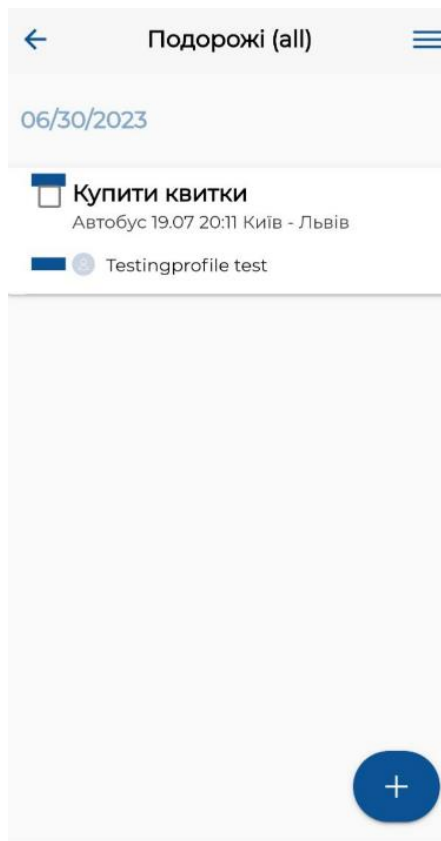 Подорожі (all)
06/30/2023
Купити квитки
Автобус 19.07 20:11 Київ - Львів
Testingprofile test